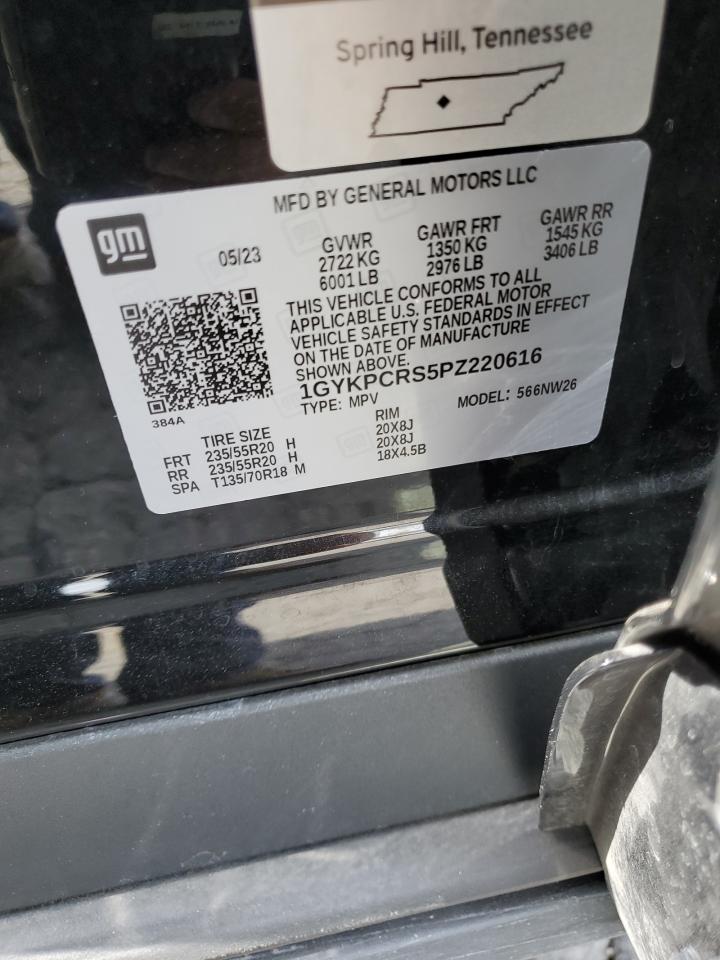 Spring Hill, Tennessee
MFD BY GENERAL MOTORS LLC
gm
05/23
GVWR
2722 KG
6001 LB
GAWR FRT
1350 KG
2976 LB
GAWR RR
1545 KG
3406 LB
THIS VEHICLE CONFORMS TO ALL
APPLICABLE U.S. FEDERAL MOTOR
VEHICLE SAFETY STANDARDS IN EFFECT
ON THE DATE OF MANUFACTURE
SHOWN ABOVE.
1GYKPCRS5PZ220616
TYPE: MPV MODEL: 566NW26
384A
TIRE SIZE RIM
FRT 235/55R20 H 20X8J
RR 235/55R20 H 20X8J
SPA T135/70R18 M 18X4.5B